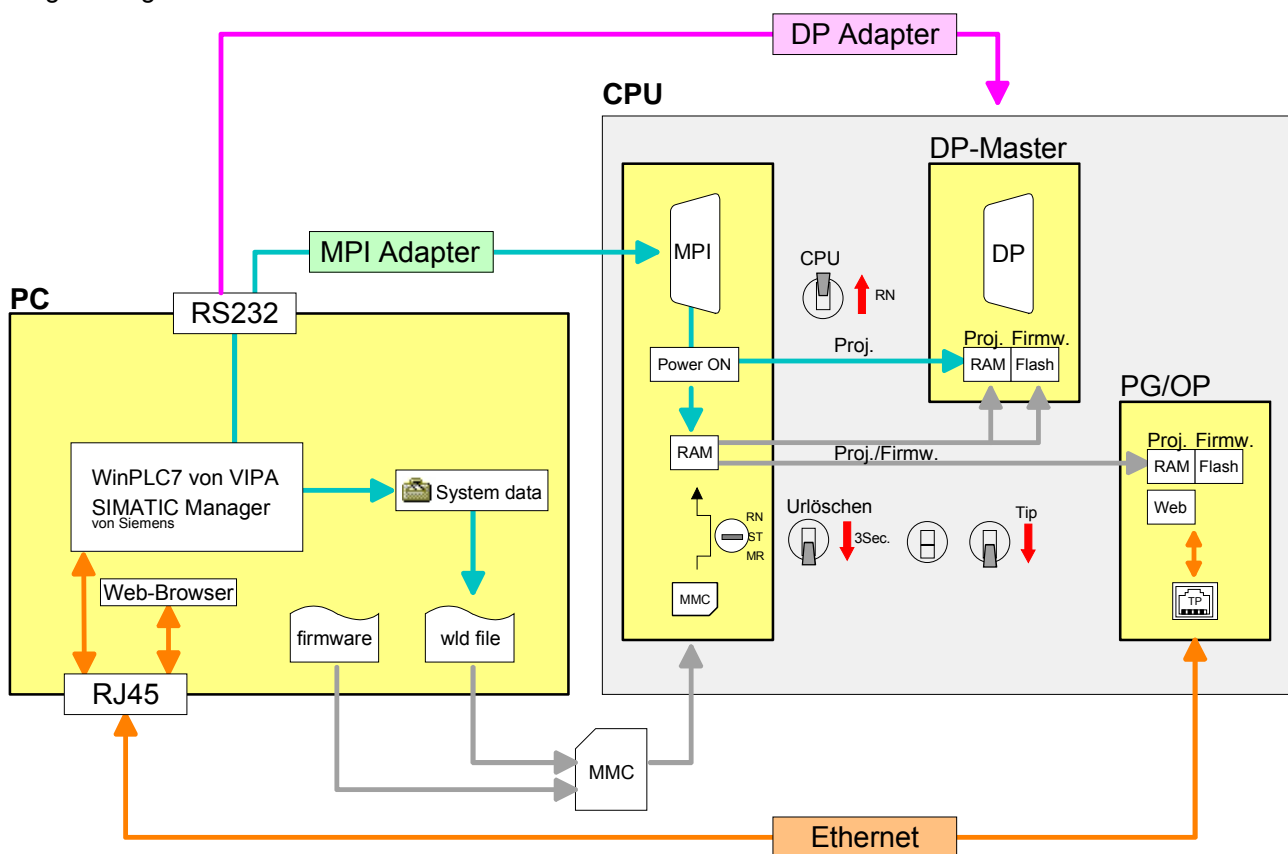 DP Adapter
CPU
DP-Master
MPI
DP
CPU
RN
MPI Adapter
PC
RS232
Power ON
Proj.
Proj. Firmw.
RAM Flash
PG/OP
Proj. Firmw.
RAM Flash
RAM
Proj./Firmw.
WinPLC7 von VIPA
SIMATIC Manager
von Siemens
System data
Web
RN
ST
MR
Urlöschen
3Sec.
Tip
Web-Browser
MMC
TP
firmware
wld file
RJ45
MMC
Ethernet